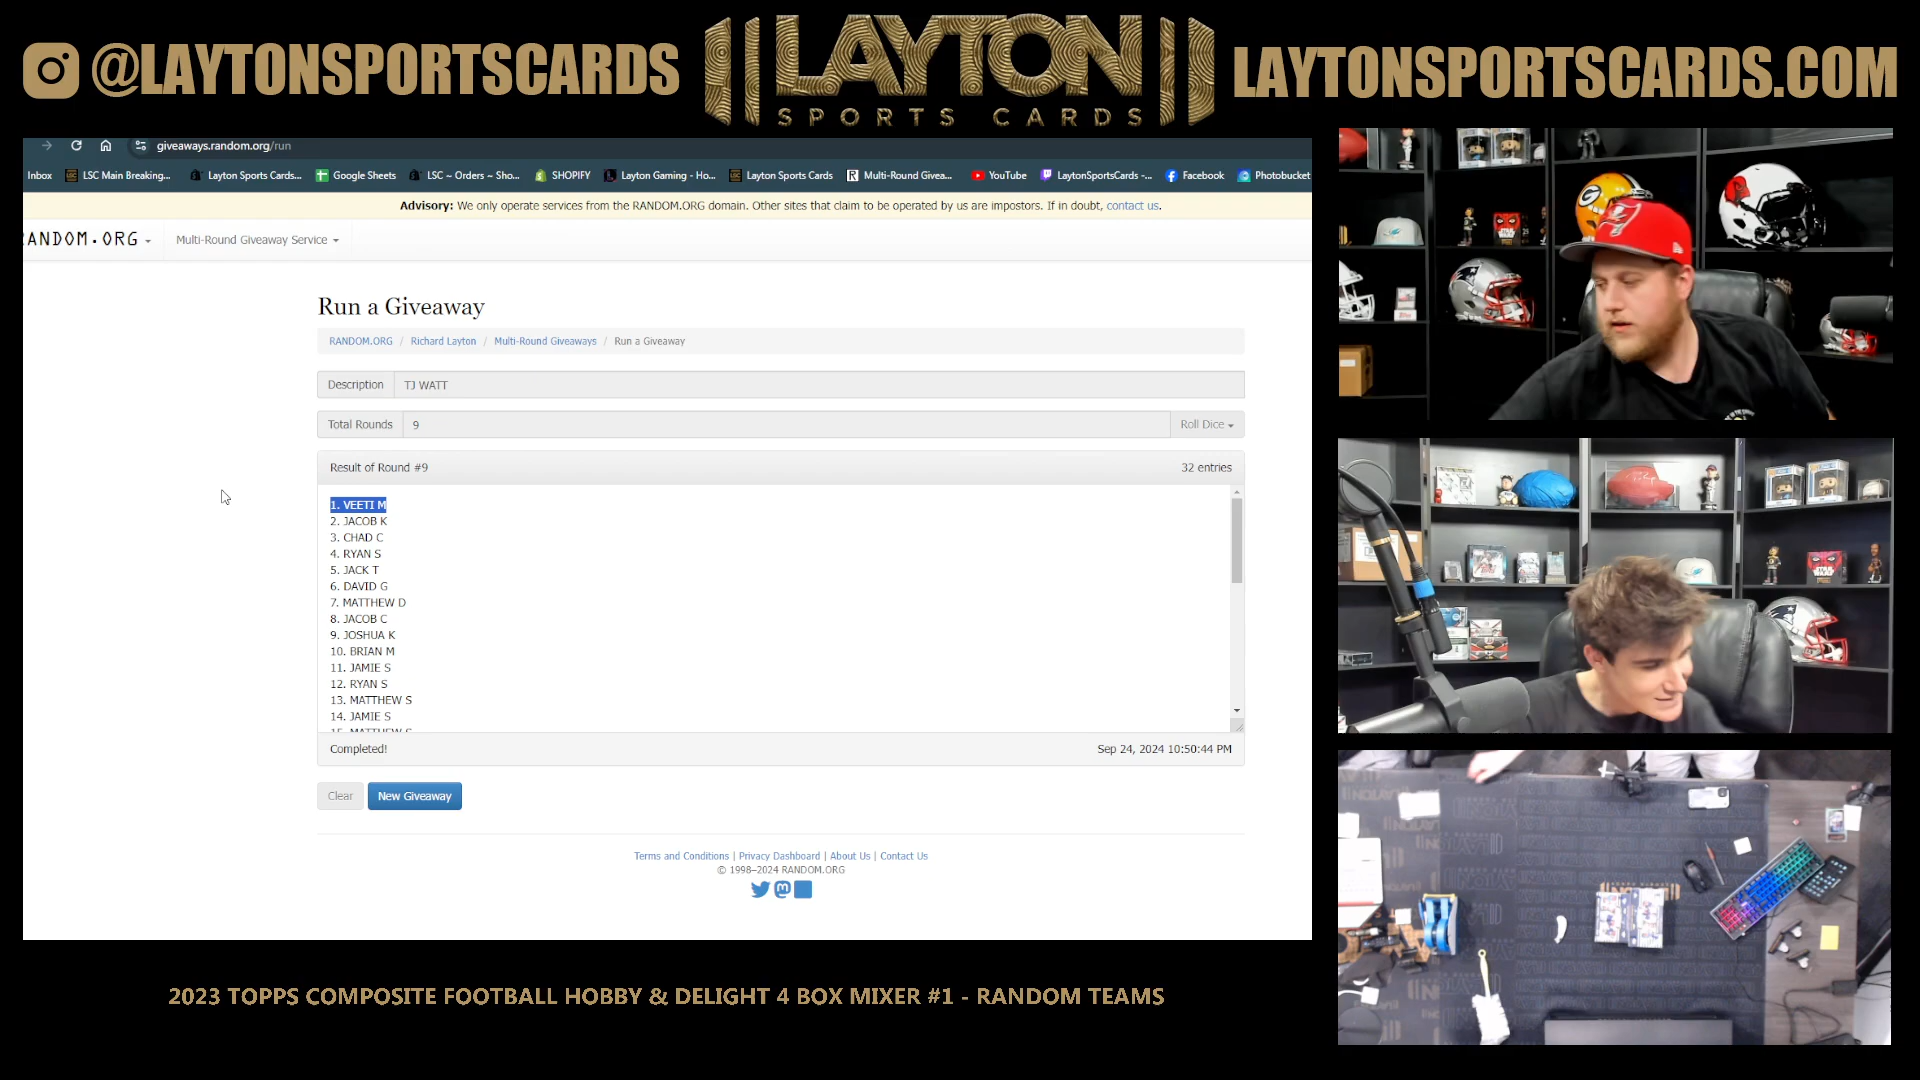 @LAYTONSPORTSCARDS
LAYTON
SPORTS CARDS
LAYTONSPORTSCARDS.COM
giveaways.random.org/run
Inbox LSC Main Breaking... Layton Sports Cards... Google Sheets LSC ~ Orders ~ Sho... SHOPIFY Layton Gaming - Ho... Layton Sports Cards Multi-Round Givea... YouTube LaytonSportsCards -... Facebook Photobucket
Advisory: We only operate services from the RANDOM.ORG domain. Other sites that claim to be operated by us are impostors. If in doubt, contact us.
RANDOM.ORG Multi-Round Giveaway Service
Run a Giveaway
RANDOM.ORG / Richard Layton / Multi-Round Giveaways / Run a Giveaway
Description TJ WATT
Total Rounds 9 Roll Dice
Result of Round #9 32 entries
1. VEETI M
2. JACOB K
3. CHAD C
4. RYAN S
5. JACK T
6. DAVID G
7. MATTHEW D
8. JACOB C
9. JOSHUA K
10. BRIAN M
11. JAMIE S
12. RYAN S
13. MATTHEW S
14. JAMIE S
15. MATTHEW S
Completed! Sep 24, 2024 10:50:44 PM
Clear New Giveaway
Terms and Conditions | Privacy Dashboard | About Us | Contact Us
© 1998–2024 RANDOM.ORG
2023 TOPPS COMPOSITE FOOTBALL HOBBY & DELIGHT 4 BOX MIXER #1 - RANDOM TEAMS
STAR WARS